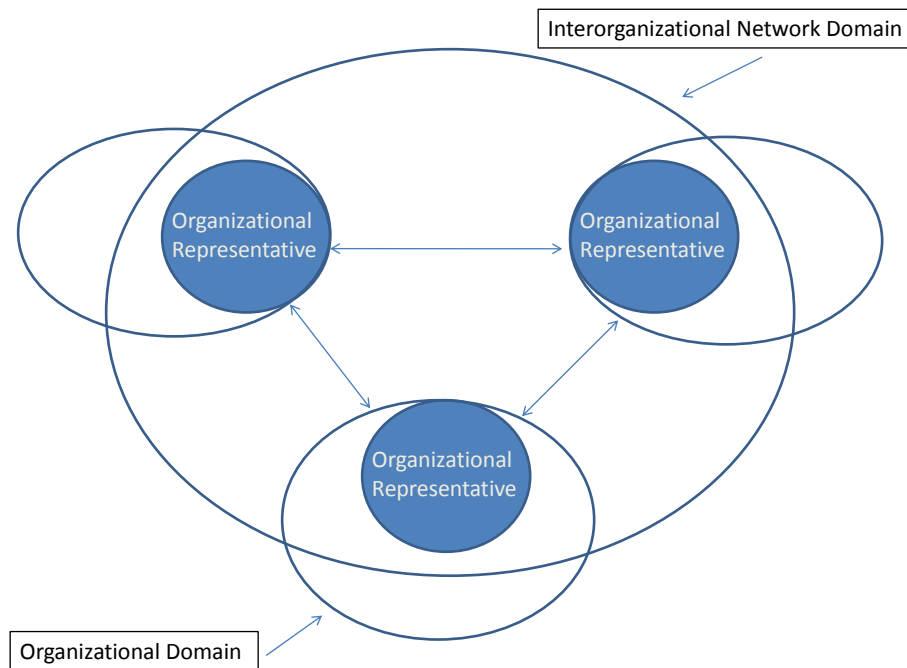 Interorganizational Network Domain
Organizational
Representative
Organizational
Representative
Organizational
Representative
Organizational Domain